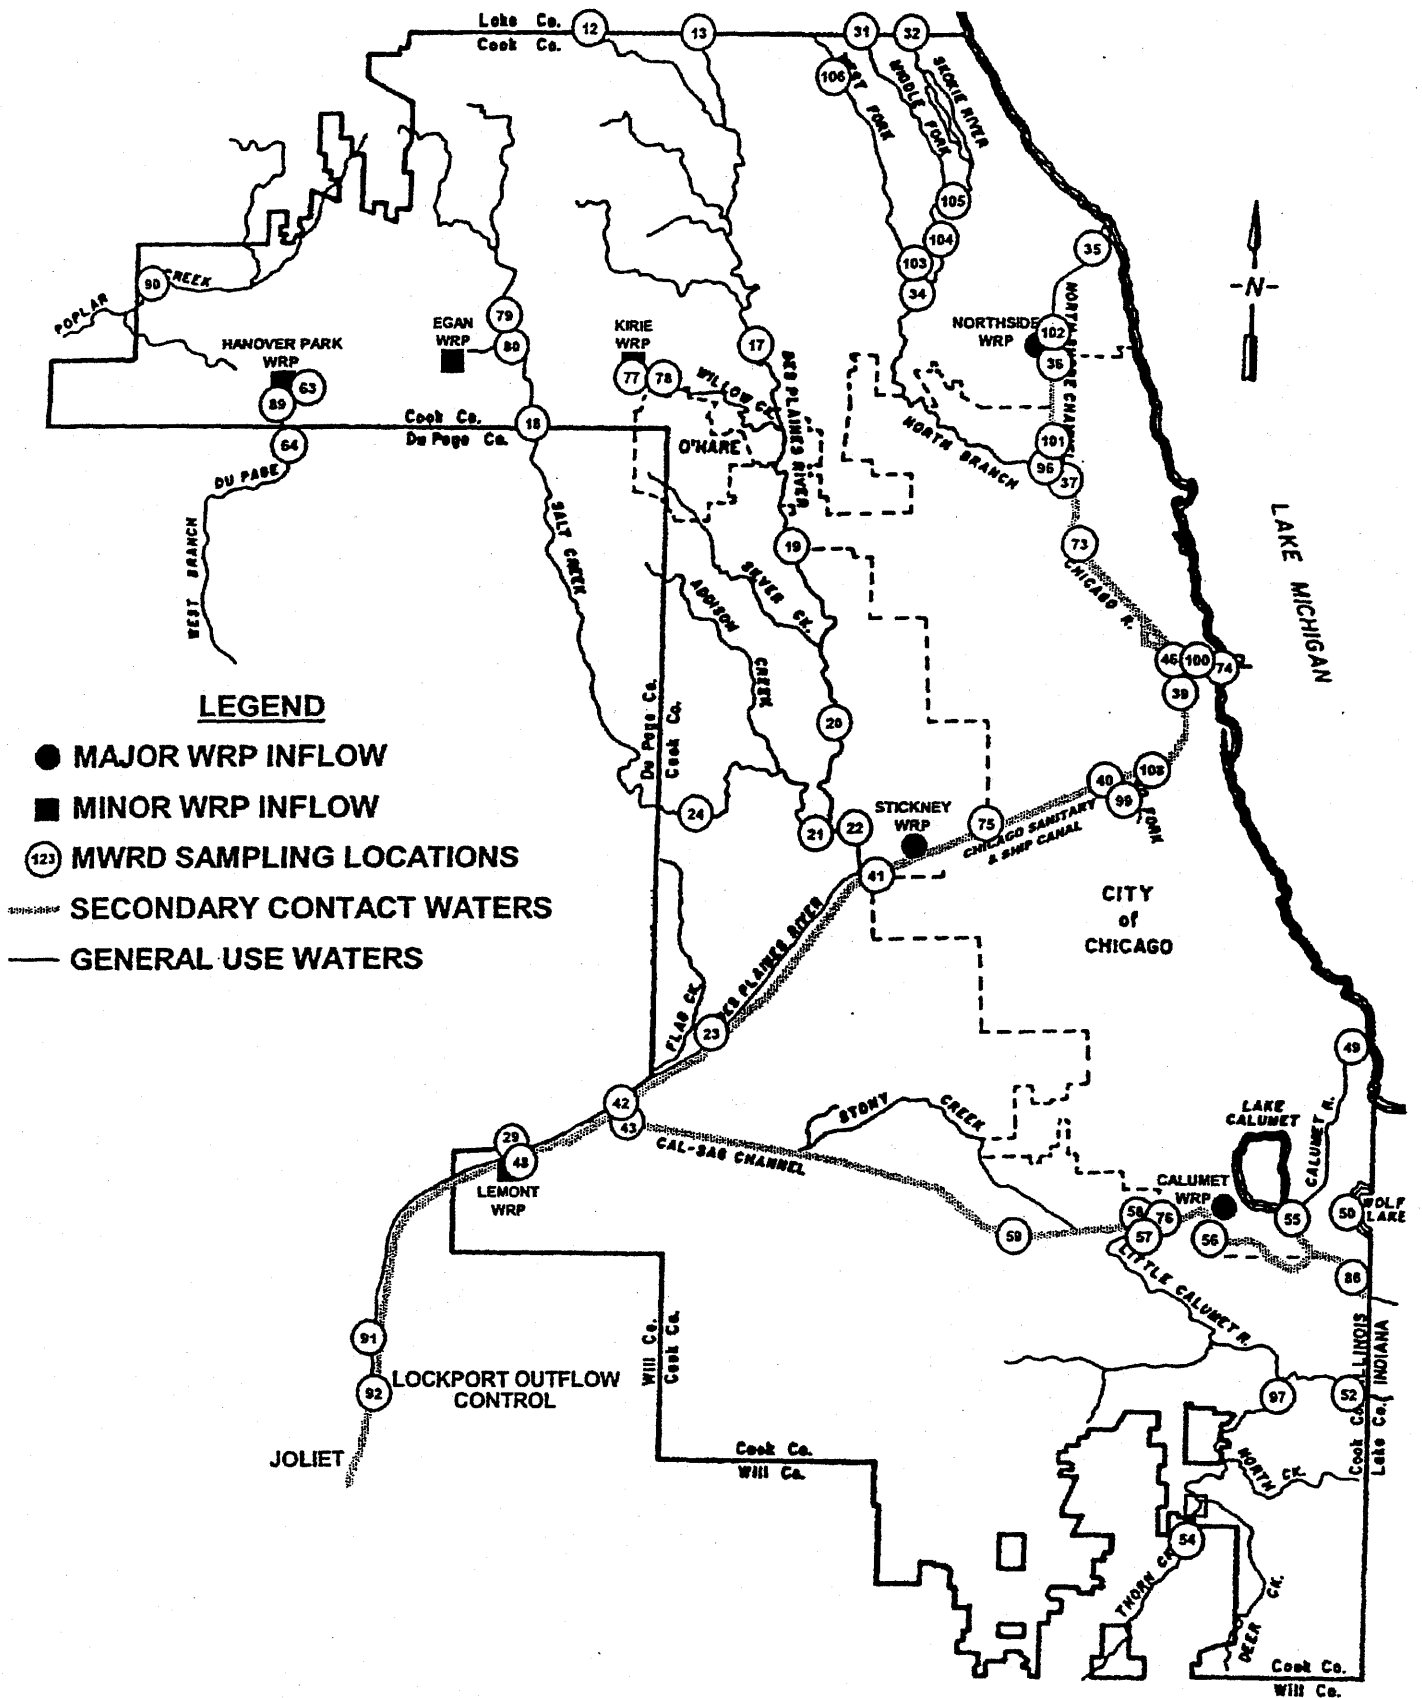 Lake Co.
Cook Co.
12
13
31
32
106
WEST FORK
MIDDLE FORK
SKOKIE RIVER
105
104
103
34
35
N
90
POPLAR
CREEK
HANOVER PARK
WRP
63
89
64
EGAN
WRP
79
80
KIRIE
WRP
77
78
WILLOW CK.
17
DES PLAINES RIVER
NORTHSIDE
WRP
102
36
NORTH SHORE CHANNEL
101
96
37
NORTH BRANCH
Cook Co.
Du Page Co.
18
O'HARE
DU PAGE
WEST BRANCH
SALT CREEK
19
SILVER CK.
ADDISON
CREEK
73
CHICAGO R.
LAKE MICHIGAN
46
100
74
39
LEGEND
MAJOR WRP INFLOW
MINOR WRP INFLOW
123
MWRD SAMPLING LOCATIONS
SECONDARY CONTACT WATERS
GENERAL USE WATERS
Du Page Co.
Cook Co.
20
24
21
22
STICKNEY
WRP
75
40
108
99
FORK
CHICAGO SANITARY
& SHIP CANAL
41
CITY
of
CHICAGO
DES PLAINES RIVER
FLAG CK.
23
42
43
29
48
LEMONT
WRP
STONY
CREEK
CAL-SAG CHANNEL
59
49
LAKE
CALUMET
CALUMET R.
CALUMET
WRP
58
76
57
56
55
50
WOLF
LAKE
86
LITTLE CALUMET R.
91
92
LOCKPORT OUTFLOW
CONTROL
JOLIET
Will Co.
Cook Co.
ILLINOIS
INDIANA
97
52
Cook Co.
Lake Co.
Cook Co.
Will Co.
NORTH CK.
54
THORN CK.
DEER CK.
Cook Co.
Will Co.